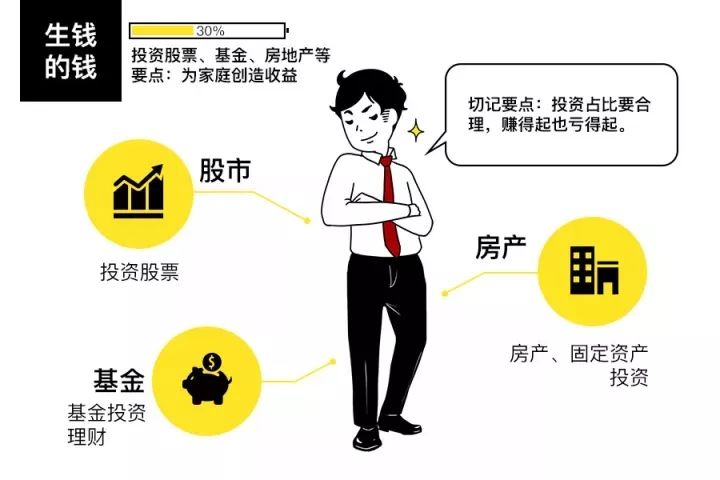 生钱
的钱
30%
投资股票、基金、房地产等
要点：为家庭创造收益
切记要点：投资占比要合
理，赚得起也亏得起。
股市
投资股票
房产
房产、固定资产
投资
基金
基金投资
理财
$